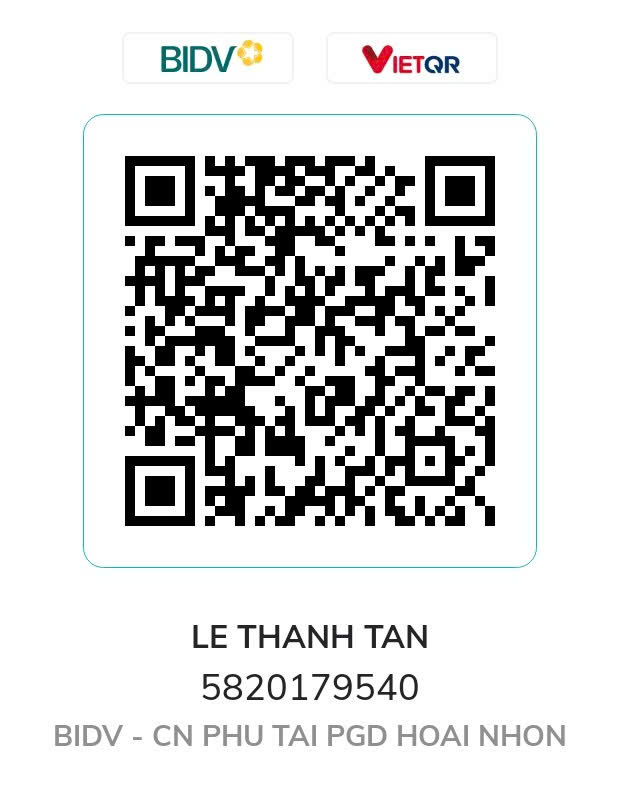 BIDV
VIETQR
LE THANH TAN
5820179540
BIDV - CN PHU TAI PGD HOAI NHON